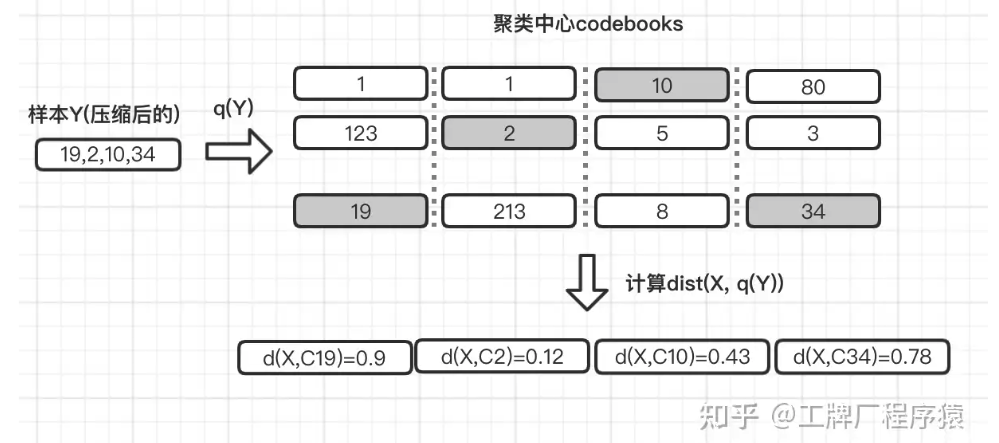 聚类中心codebooks
样本Y(压缩后的)
q(Y)
19,2,10,34
1 1 10 80
123 2 5 3
19 213 8 34
计算dist(X, q(Y))
d(X,C19)=0.9 d(X,C2)=0.12 d(X,C10)=0.43 d(X,C34)=0.78
知乎 @工牌厂程序猿